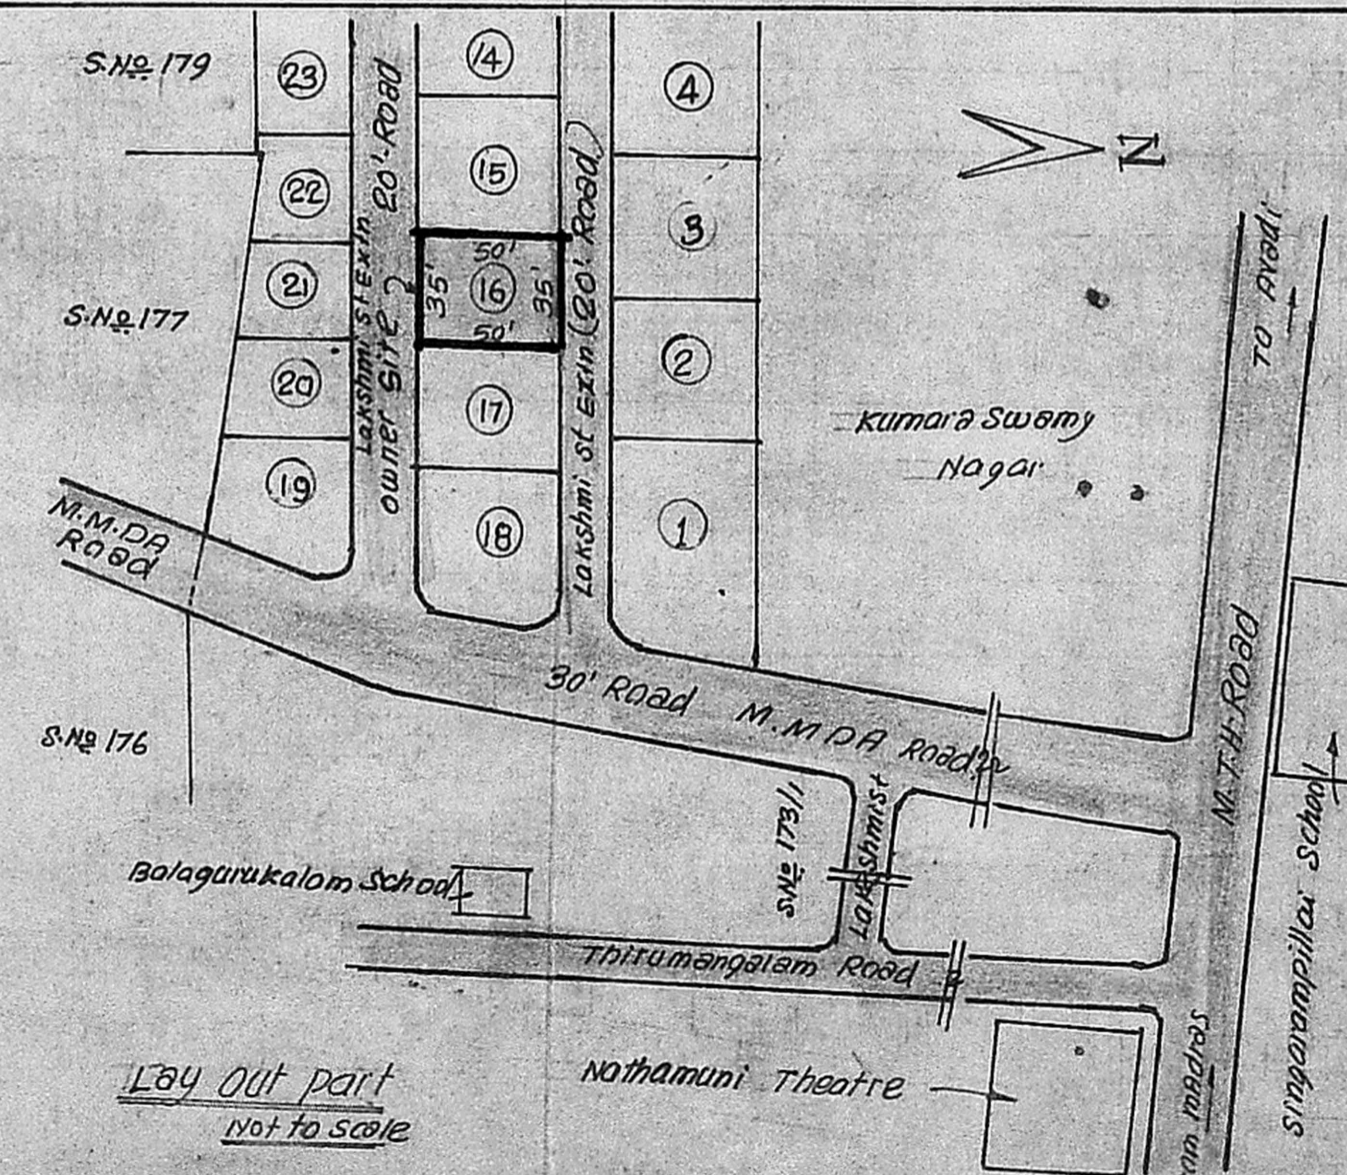 S.No 179
23
14
4
N
20'-ROAD
15
22
3
Lakshmi st Extn
owner Site
50'
35'
16
35'
50'
Lakshmi st Extn (20' Road)
21
S.No 177
2
20
17
TO Avadi
Kumara Swamy
Nagar
19
18
1
M.M.DA
ROAD
30' Road M.M DA Road
M.T.H. ROAD
S.No 176
S.No 173/1
Lakshmi st
Balagurukalam School
Singarampillai School
Thirumangalam Road
Lay out part
Not to scale
Nathamuni Theatre
madras